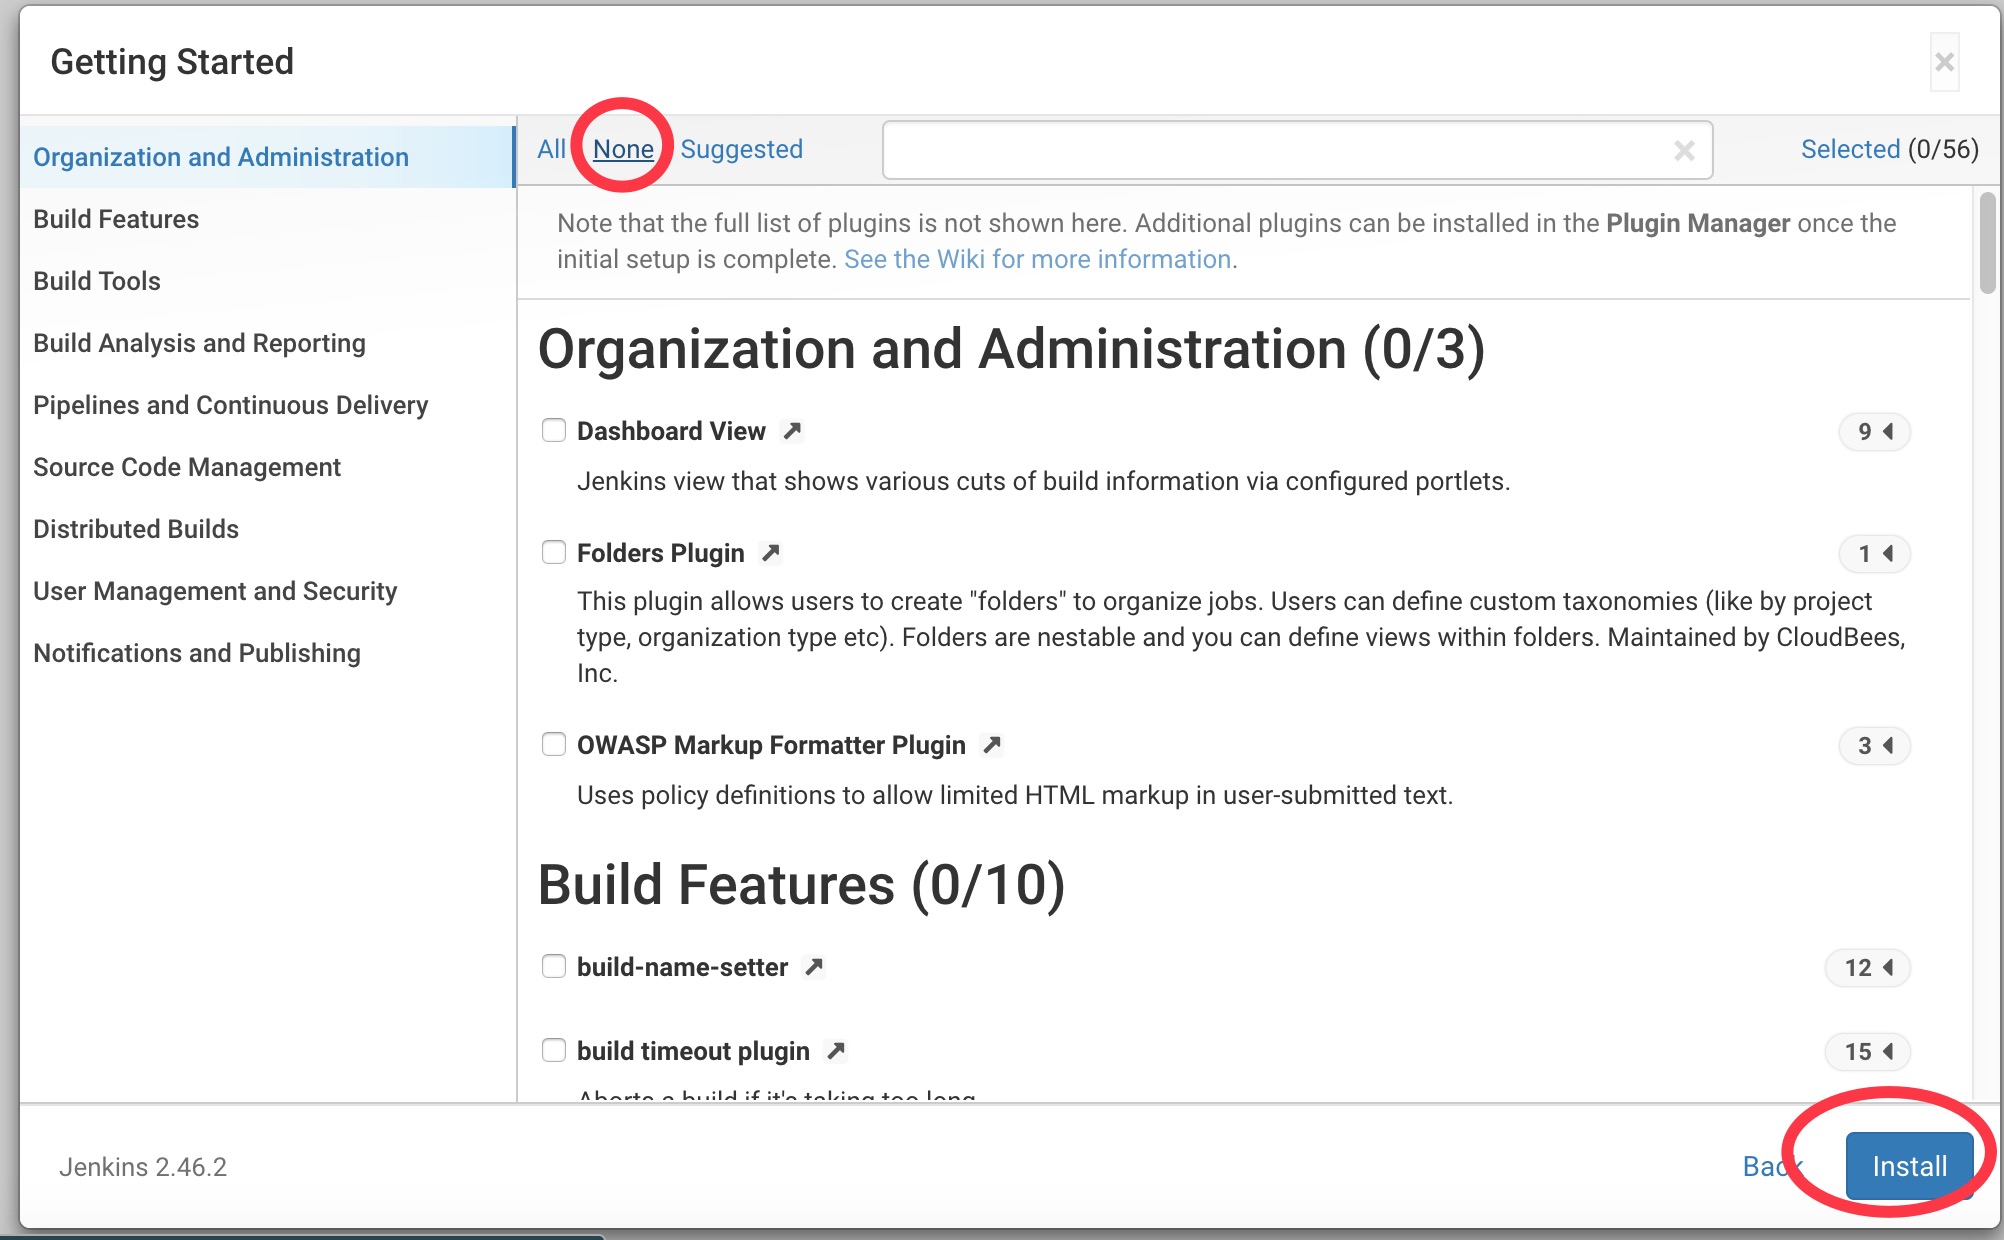 Getting Started
×
Organization and Administration
Build Features
Build Tools
Build Analysis and Reporting
Pipelines and Continuous Delivery
Source Code Management
Distributed Builds
User Management and Security
Notifications and Publishing
All None Suggested × Selected (0/56)
Note that the full list of plugins is not shown here. Additional plugins can be installed in the Plugin Manager once the
initial setup is complete. See the Wiki for more information.
Organization and Administration (0/3)
Dashboard View 9
Jenkins view that shows various cuts of build information via configured portlets.
Folders Plugin 1
This plugin allows users to create "folders" to organize jobs. Users can define custom taxonomies (like by project
type, organization type etc). Folders are nestable and you can define views within folders. Maintained by CloudBees,
Inc.
OWASP Markup Formatter Plugin 3
Uses policy definitions to allow limited HTML markup in user-submitted text.
Build Features (0/10)
build-name-setter 12
build timeout plugin 15
Aborts a build if it's taking too long
Jenkins 2.46.2
Back Install